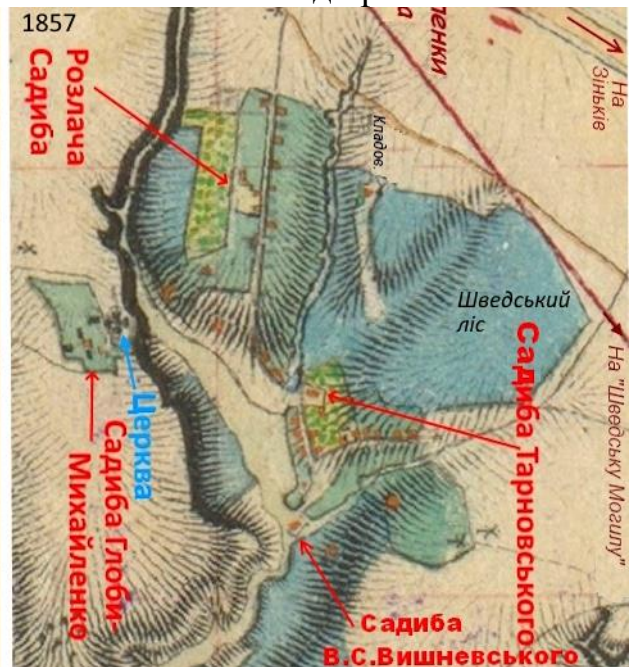 1857
Розлача
Садиба
1.
На
Зіньків
Кладов.
Шведський
ліс
Садиба Тарновського
На "Шведську Могилу"
Церква
Садиба Глоби-
Михайленко
Садиба
В.С.Вишневського